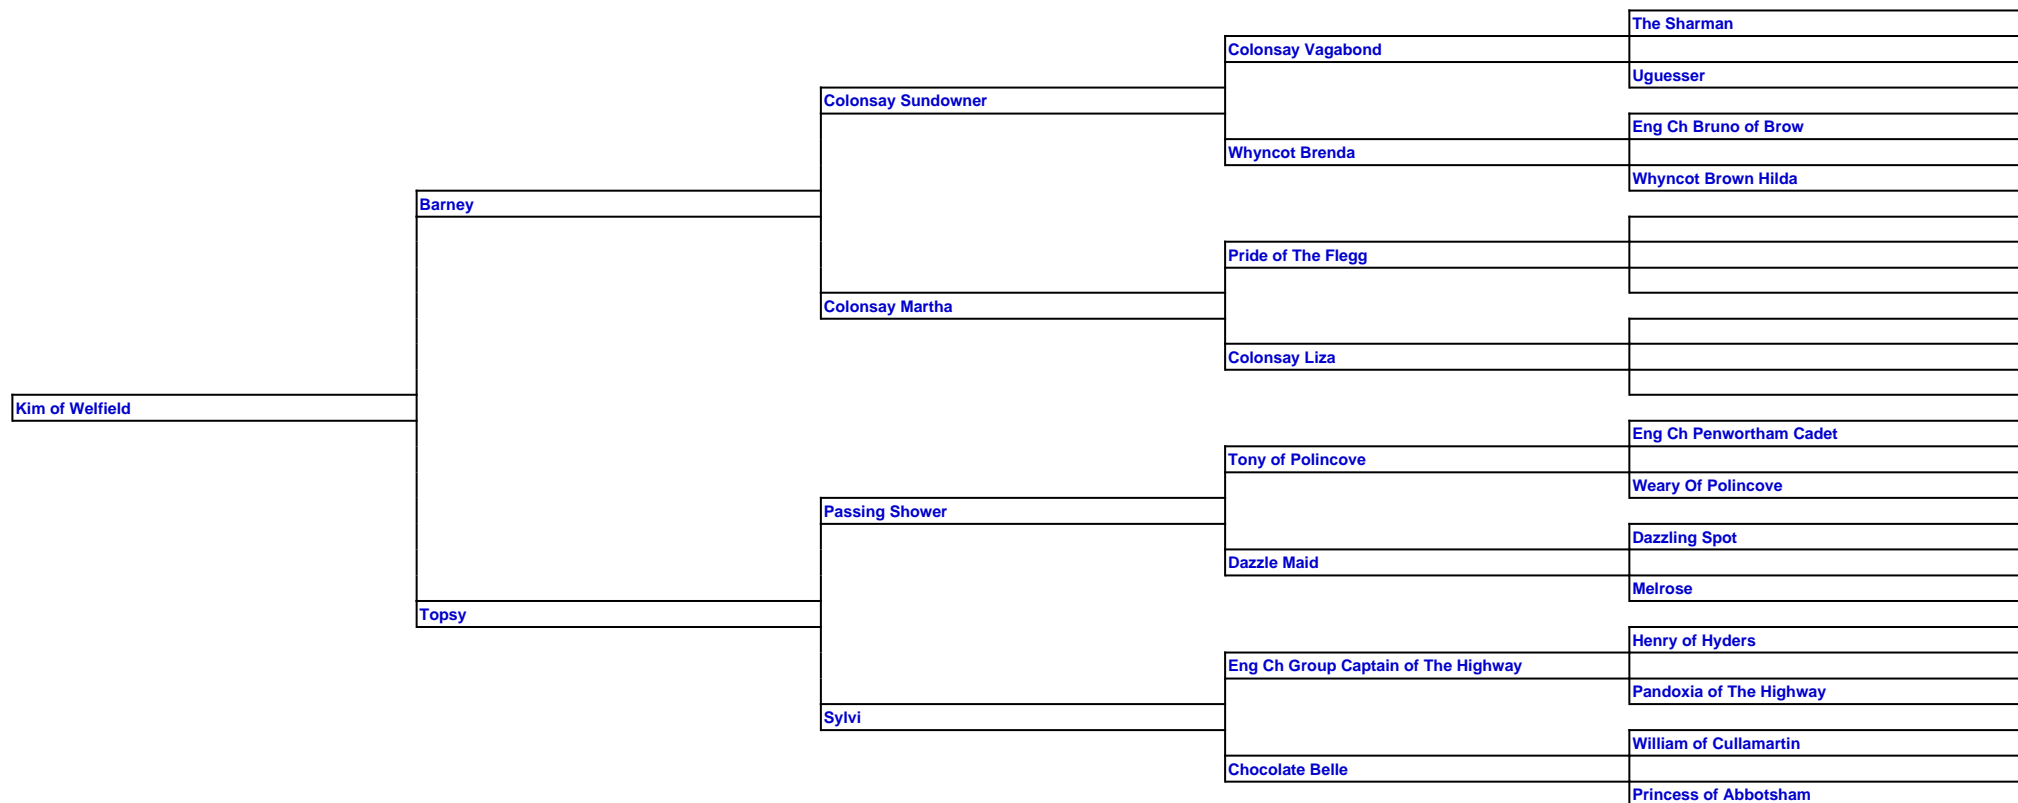 The Sharman
Colonsay Vagabond
Uguesser
Colonsay Sundowner
Eng Ch Bruno of Brow
Whyncot Brenda
Whyncot Brown Hilda
Barney
Pride of The Flegg
Colonsay Martha
Colonsay Liza
Kim of Welfield
Eng Ch Penwortham Cadet
Tony of Polincove
Weary Of Polincove
Passing Shower
Dazzling Spot
Dazzle Maid
Melrose
Topsy
Henry of Hyders
Eng Ch Group Captain of The Highway
Pandoxia of The Highway
Sylvi
William of Cullamartin
Chocolate Belle
Princess of Abbotsham